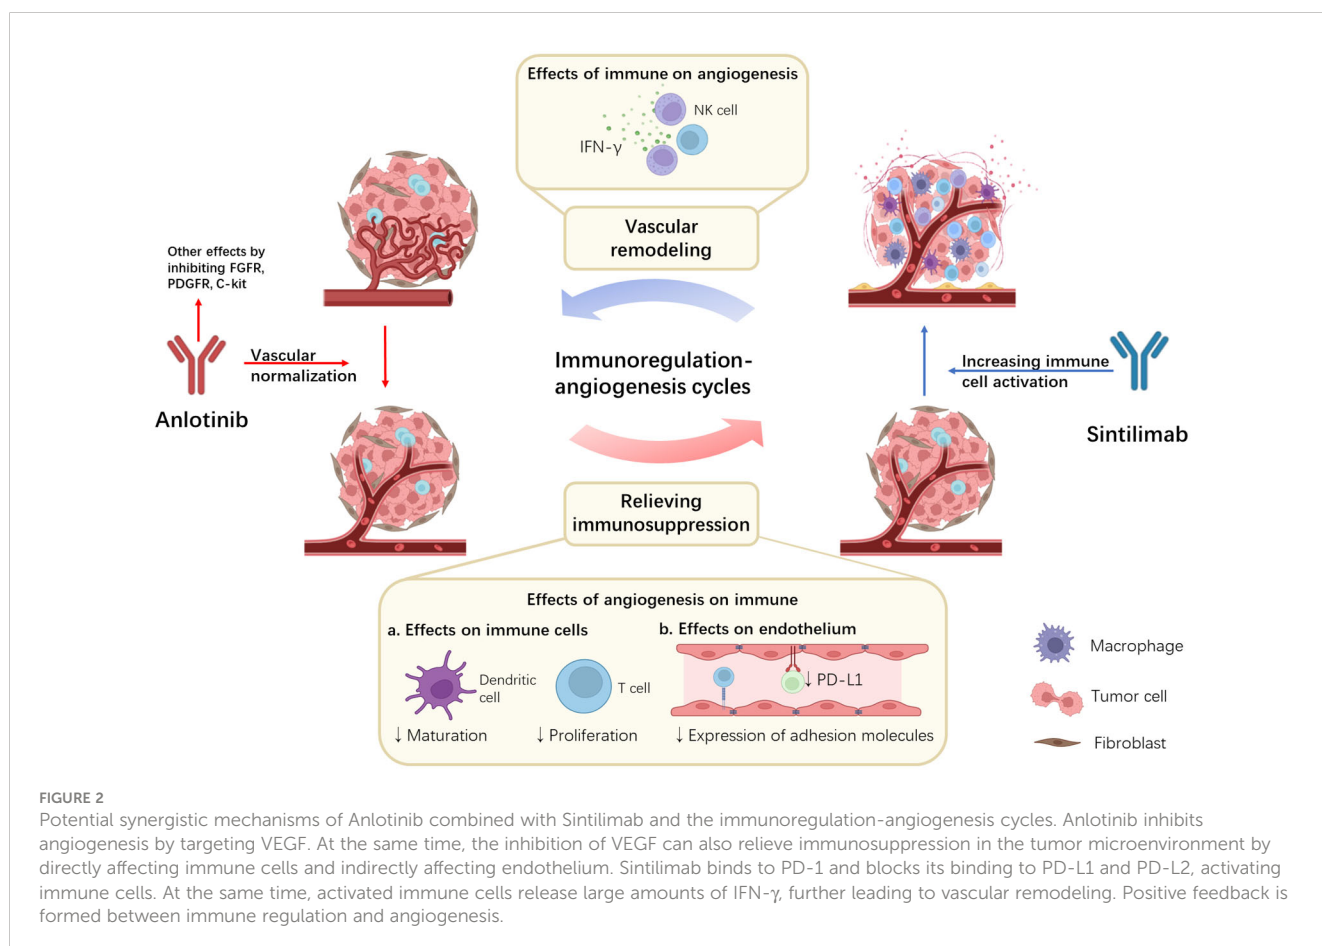 Effects of immune on angiogenesis
NK cell
IFN-γ
Vascular
remodeling
Other effects by
inhibiting FGFR,
PDGFR, C-kit
Vascular
normalization
Anlotinib
Immunoregulation-
angiogenesis cycles
Increasing immune
cell activation
Sintilimab
Relieving
immunosuppression
Effects of angiogenesis on immune
a. Effects on immune cells
b. Effects on endothelium
Dendritic
cell
T cell
↓ PD-L1
↓ Maturation
↓ Proliferation
↓ Expression of adhesion molecules
Macrophage
Tumor cell
Fibroblast
FIGURE 2
Potential synergistic mechanisms of Anlotinib combined with Sintilimab and the immunoregulation-angiogenesis cycles. Anlotinib inhibits
angiogenesis by targeting VEGF. At the same time, the inhibition of VEGF can also relieve immunosuppression in the tumor microenvironment by
directly affecting immune cells and indirectly affecting endothelium. Sintilimab binds to PD-1 and blocks its binding to PD-L1 and PD-L2, activating
immune cells. At the same time, activated immune cells release large amounts of IFN-γ, further leading to vascular remodeling. Positive feedback is
formed between immune regulation and angiogenesis.